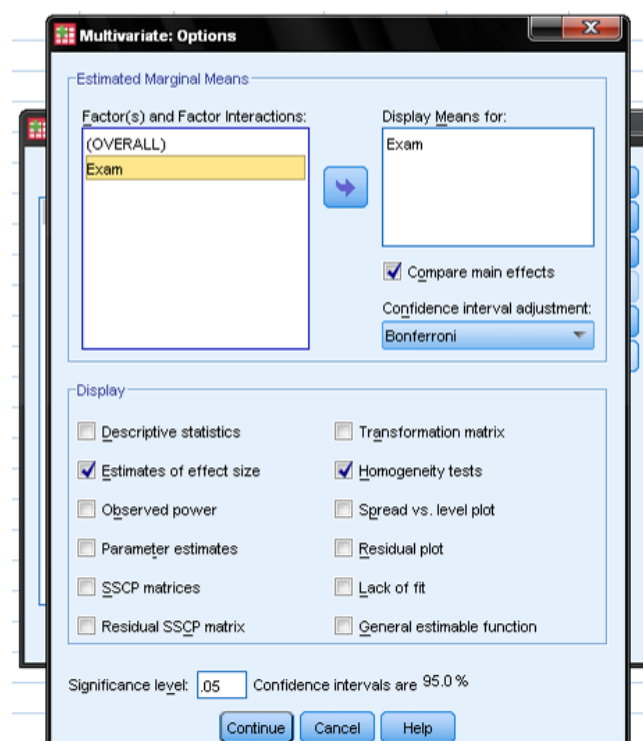 Multivariate: Options
Estimated Marginal Means
Factor(s) and Factor Interactions:
(OVERALL)
Exam
Display Means for:
Exam
Compare main effects
Confidence interval adjustment:
Bonferroni
Display
Descriptive statistics
Transformation matrix
Estimates of effect size
Homogeneity tests
Observed power
Spread vs. level plot
Parameter estimates
Residual plot
SSCP matrices
Lack of fit
Residual SSCP matrix
General estimable function
Significance level: .05 Confidence intervals are 95.0 %
Continue Cancel Help